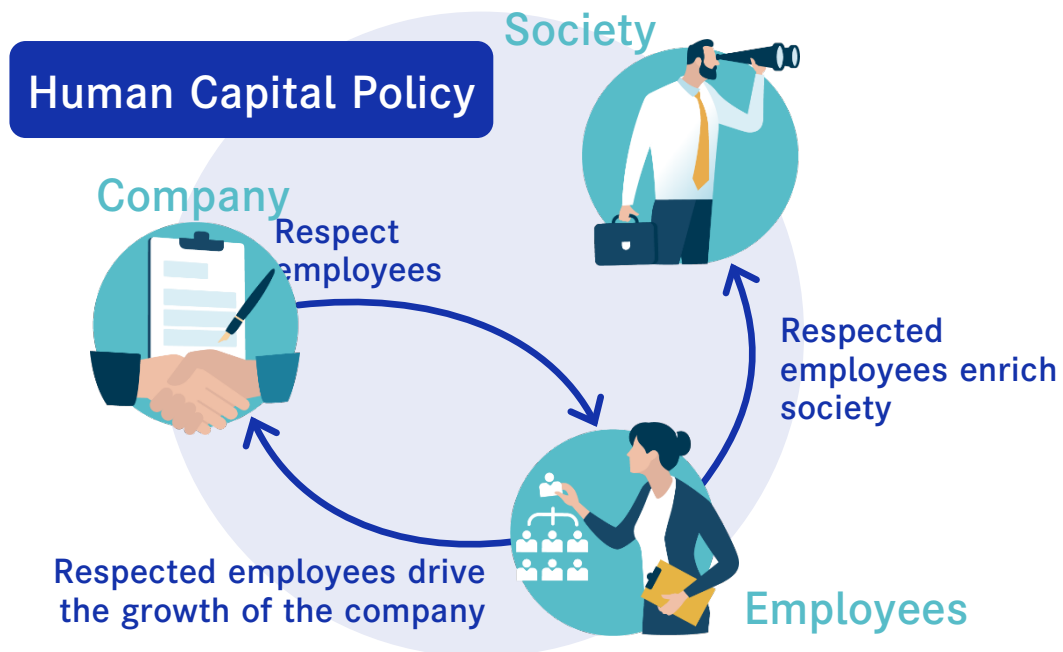 Society
Human Capital Policy
Company
Respect
employees
Respected
employees enrich
society
Respected employees drive
the growth of the company
Employees